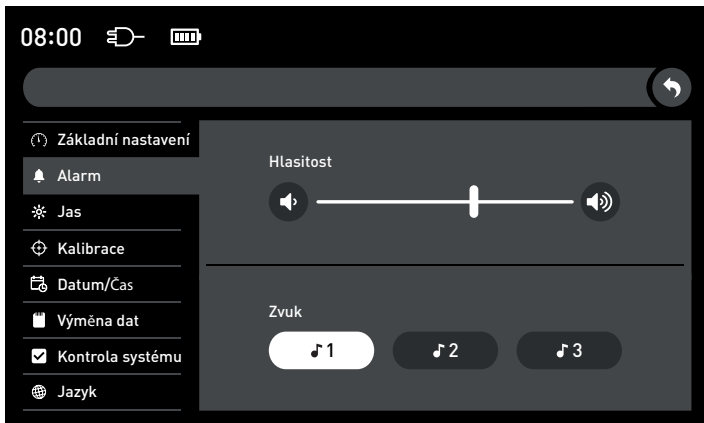 08:00
Základní nastavení
Alarm
Jas
Kalibrace
Datum/Čas
Výměna dat
Kontrola systému
Jazyk
Hlasitost
Zvuk
1
2
3